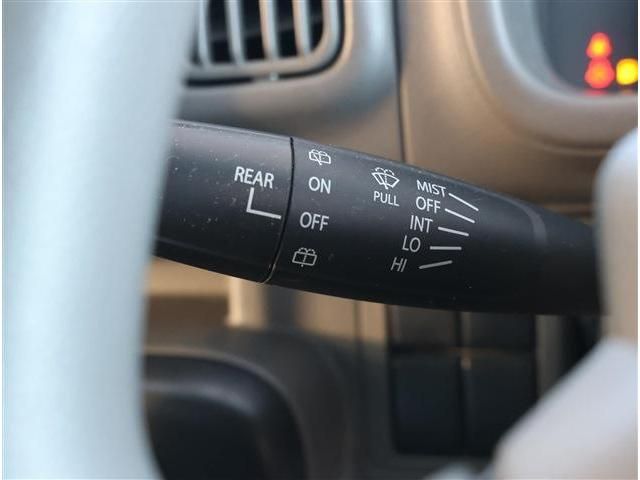 REAR
ON
OFF
PULL
MIST
OFF
INT
LO
HI